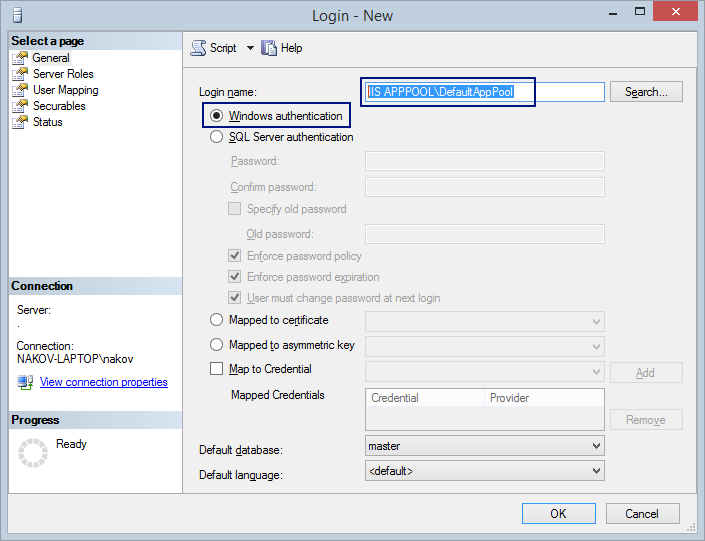 Login - New
Select a page
General
Server Roles
User Mapping
Securables
Status
Script
Help
Login name:
IIS APPPOOL\DefaultAppPool
Search...
Windows authentication
SQL Server authentication
Password:
Confirm password:
Specify old password
Old password:
Enforce password policy
Enforce password expiration
User must change password at next login
Mapped to certificate
Mapped to asymmetric key
Map to Credential
Add
Mapped Credentials
Credential Provider
Remove
Default database:
master
Default language:
<default>
Connection
Server:
.
Connection:
NAKOV-LAPTOP\nakov
View connection properties
Progress
Ready
OK
Cancel